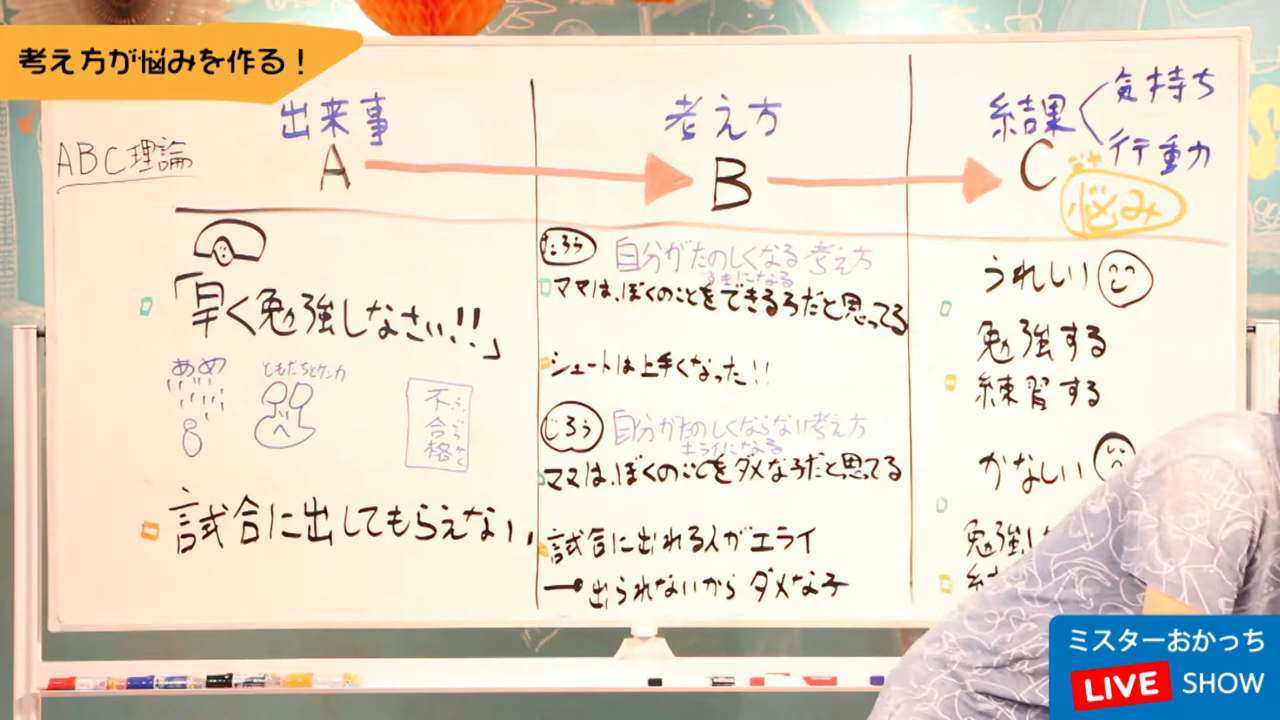 考え方が悩みを作る！
ABC理論
出来事
A
考え方
B
結果
気持ち
行動
C
なや
悩み
「早く勉強しなさい!!」
あめ
ともだちとケンカ
不合格
試合に出してもらえない
たろう
自分がたのしくなる考え方
すきになる
ママは、ぼくのことをできる子だと思ってる
シュートは上手くなった!!
じろう
自分がたのしくならない考え方
キライになる
ママは、ぼくのことをダメな子だと思ってる
試合に出れる人がエライ
→出られないから ダメな子
うれしい
勉強する
練習する
かなしい
勉強し
ミスターおかっち
LIVE SHOW